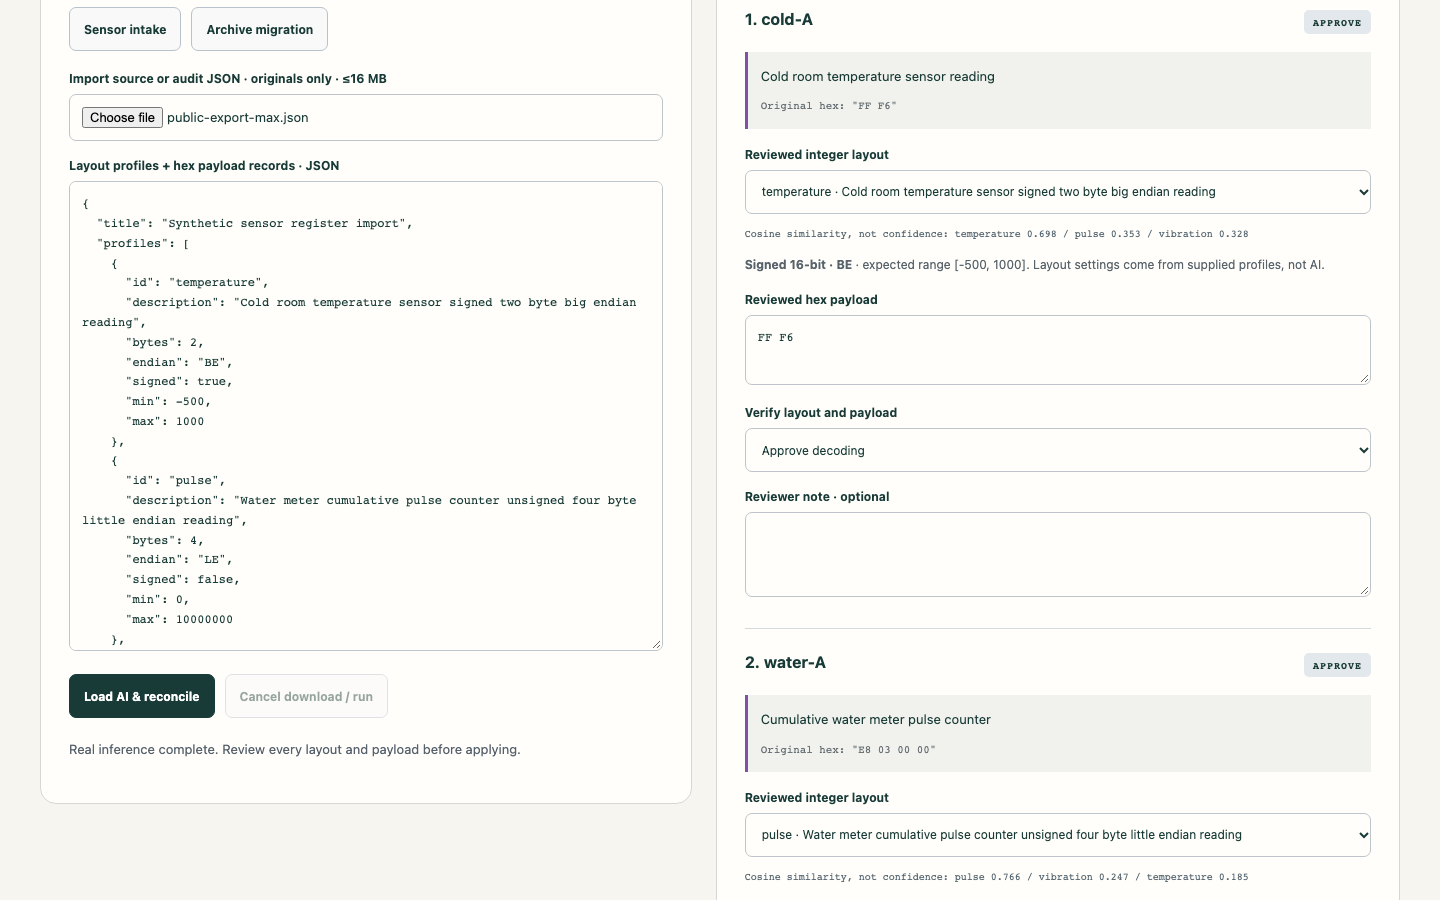 Sensor intake
Archive migration
Import source or audit JSON · originals only · ≤16 MB
Choose file public-export-max.json
Layout profiles + hex payload records · JSON
{
  "title": "Synthetic sensor register import",
  "profiles": [
    {
      "id": "temperature",
      "description": "Cold room temperature sensor signed two byte big endian
reading",
      "bytes": 2,
      "endian": "BE",
      "signed": true,
      "min": -500,
      "max": 1000
    },
    {
      "id": "pulse",
      "description": "Water meter cumulative pulse counter unsigned four byte
little endian reading",
      "bytes": 4,
      "endian": "LE",
      "signed": false,
      "min": 0,
      "max": 10000000
    },
Load AI & reconcile
Cancel download / run
Real inference complete. Review every layout and payload before applying.
1. cold-A
APPROVE
Cold room temperature sensor reading
Original hex: "FF F6"
Reviewed integer layout
temperature · Cold room temperature sensor signed two byte big endian reading
Cosine similarity, not confidence: temperature 0.698 / pulse 0.353 / vibration 0.328
Signed 16-bit · BE · expected range [-500, 1000]. Layout settings come from supplied profiles, not AI.
Reviewed hex payload
FF F6
Verify layout and payload
Approve decoding
Reviewer note · optional
2. water-A
APPROVE
Cumulative water meter pulse counter
Original hex: "E8 03 00 00"
Reviewed integer layout
pulse · Water meter cumulative pulse counter unsigned four byte little endian reading
Cosine similarity, not confidence: pulse 0.766 / vibration 0.247 / temperature 0.185